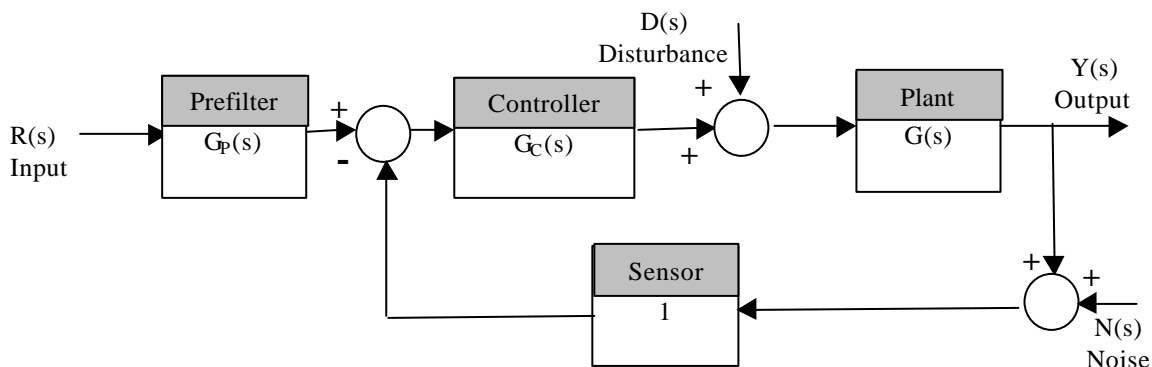 D(s)
Disturbance
Y(s)
Output
Prefilter
Controller
Plant
+
+
R(s)
Input
GP(s)
GC(s)
G(s)
-
+
Sensor
1
+
+
N(s)
Noise